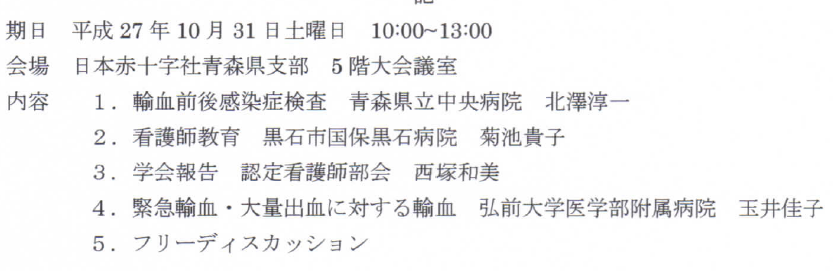 記
期日　平成 27 年 10 月 31 日土曜日　10:00~13:00
会場　日本赤十字社青森県支部　5 階大会議室
内容　1．輸血前後感染症検査　青森県立中央病院　北澤淳一
2．看護師教育　黒石市国保黒石病院　菊池貴子
3．学会報告　認定看護師部会　西塚和美
4．緊急輸血・大量出血に対する輸血　弘前大学医学部附属病院　玉井佳子
5．フリーディスカッション